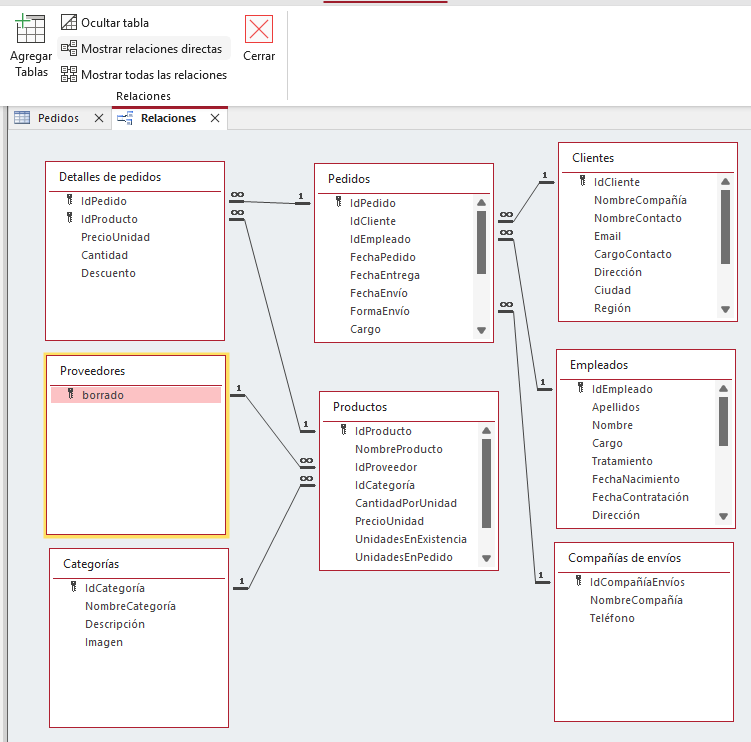 Agregar
Tablas
Ocultar tabla
Mostrar relaciones directas
Mostrar todas las relaciones
Cerrar
Relaciones
Pedidos
Relaciones
Detalles de pedidos
IdPedido
IdProducto
PrecioUnidad
Cantidad
Descuento
∞
∞
1
Pedidos
IdPedido
IdCliente
IdEmpleado
FechaPedido
FechaEntrega
FechaEnvío
FormaEnvío
Cargo
∞
∞
∞
1
Clientes
IdCliente
NombreCompañía
NombreContacto
Email
CargoContacto
Dirección
Ciudad
Región
Proveedores
borrado
1
1
∞
∞
Productos
IdProducto
NombreProducto
IdProveedor
IdCategoría
CantidadPorUnidad
PrecioUnidad
UnidadesEnExistencia
UnidadesEnPedido
1
Empleados
IdEmpleado
Apellidos
Nombre
Cargo
Tratamiento
FechaNacimiento
FechaContratación
Dirección
Categorías
IdCategoría
NombreCategoría
Descripción
Imagen
1
1
Compañías de envíos
IdCompañíaEnvíos
NombreCompañía
Teléfono